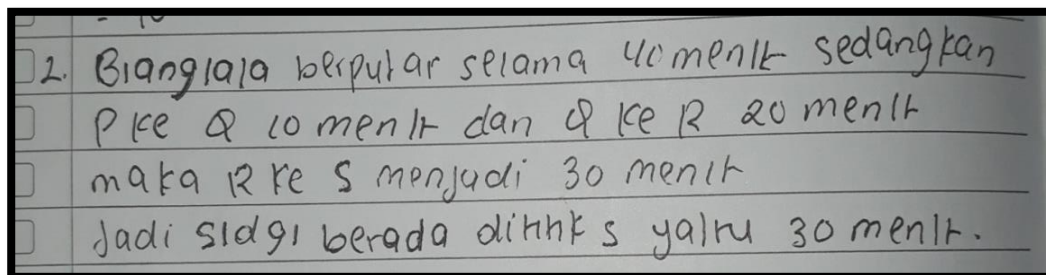 2. Bianglala berputar selama 40 menit sedangkan
P ke Q 10 menit dan Q ke R 20 menit
maka R ke S menjadi 30 menit
Jadi Sidqi berada dititik S yaitu 30 menit.